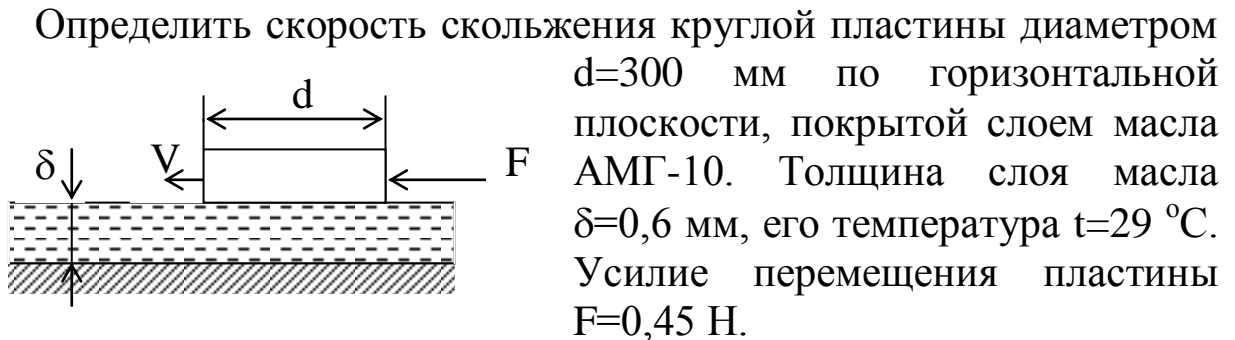 Определить скорость скольжения круглой пластины диаметром
d=300 мм по горизонтальной
d
плоскости, покрытой слоем масла
δ V F
АМГ-10. Толщина слоя масла
δ=0,6 мм, его температура t=29 °С.
Усилие перемещения пластины
F=0,45 Н.